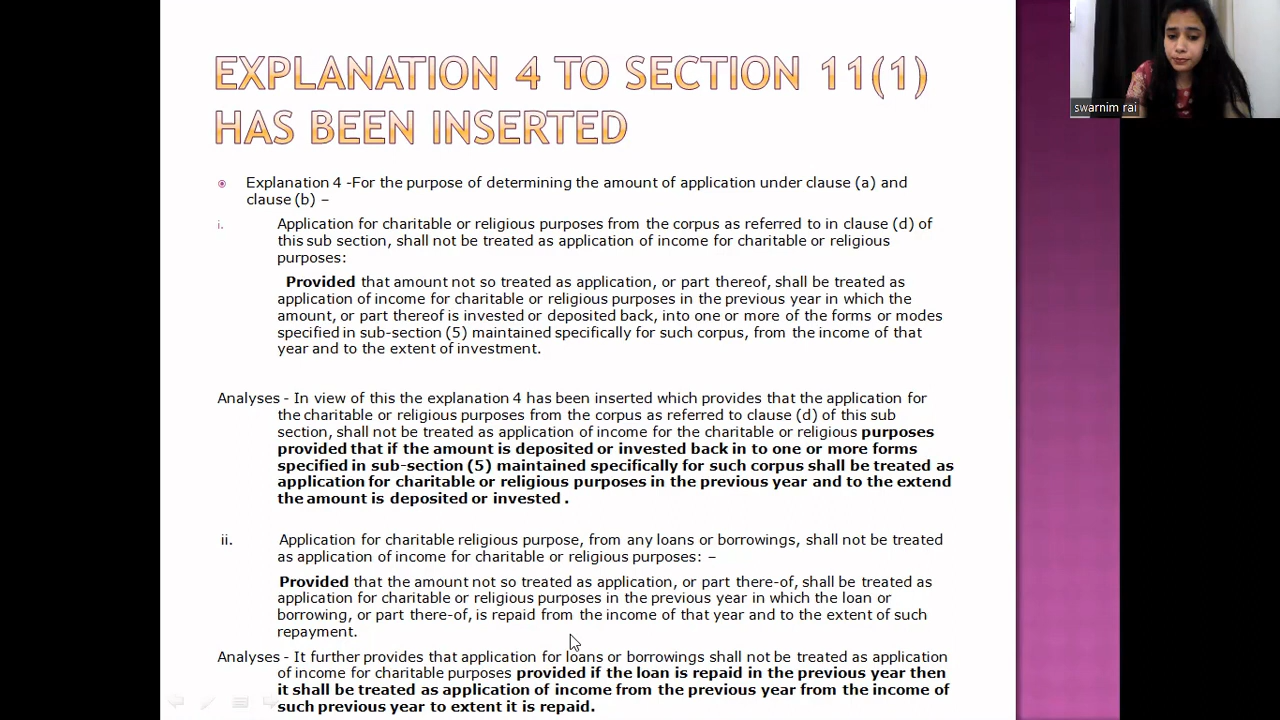 EXPLANATION 4 TO SECTION 11(1)
HAS BEEN INSERTED
swarnim rai
Explanation 4 -For the purpose of determining the amount of application under clause (a) and
clause (b) –
i. Application for charitable or religious purposes from the corpus as referred to in clause (d) of
this sub section, shall not be treated as application of income for charitable or religious
purposes:
Provided that amount not so treated as application, or part thereof, shall be treated as
application of income for charitable or religious purposes in the previous year in which the
amount, or part thereof is invested or deposited back, into one or more of the forms or modes
specified in sub-section (5) maintained specifically for such corpus, from the income of that
year and to the extent of investment.
Analyses - In view of this the explanation 4 has been inserted which provides that the application for
the charitable or religious purposes from the corpus as referred to clause (d) of this sub
section, shall not be treated as application of income for the charitable or religious purposes
provided that if the amount is deposited or invested back in to one or more forms
specified in sub-section (5) maintained specifically for such corpus shall be treated as
application for charitable or religious purposes in the previous year and to the extend
the amount is deposited or invested .
ii. Application for charitable religious purpose, from any loans or borrowings, shall not be treated
as application of income for charitable or religious purposes: –
Provided that the amount not so treated as application, or part there-of, shall be treated as
application for charitable or religious purposes in the previous year in which the loan or
borrowing, or part there-of, is repaid from the income of that year and to the extent of such
repayment.
Analyses - It further provides that application for loans or borrowings shall not be treated as application
of income for charitable purposes provided if the loan is repaid in the previous year then
it shall be treated as application of income from the previous year from the income of
such previous year to extent it is repaid.